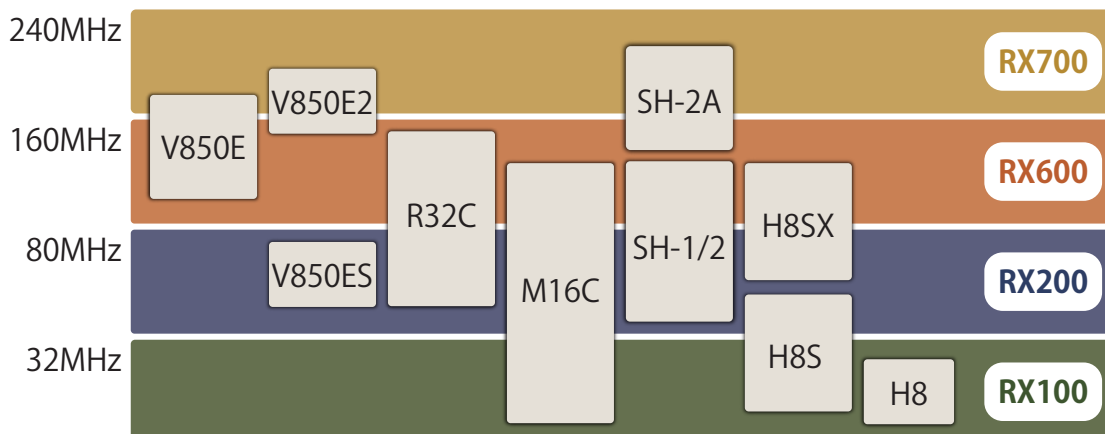 240MHz
RX700
V850E2
SH-2A
V850E
160MHz
RX600
R32C
H8SX
SH-1/2
80MHz
V850ES
RX200
M16C
32MHz
H8S
H8
RX100